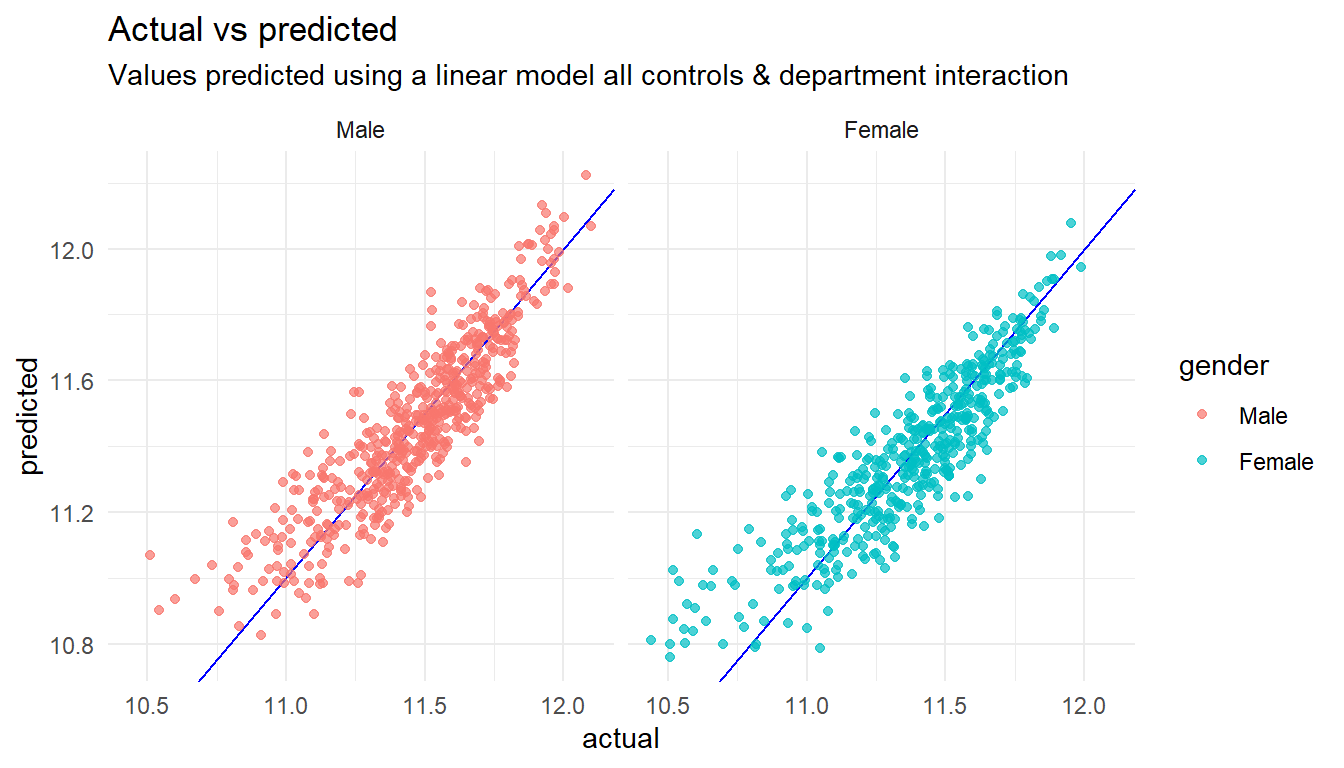 Actual vs predicted
Values predicted using a linear model all controls & department interaction
Male
Female
12.0
11.6
11.2
10.8
predicted
10.5
11.0
11.5
12.0
10.5
11.0
11.5
12.0
actual
gender
Male
Female